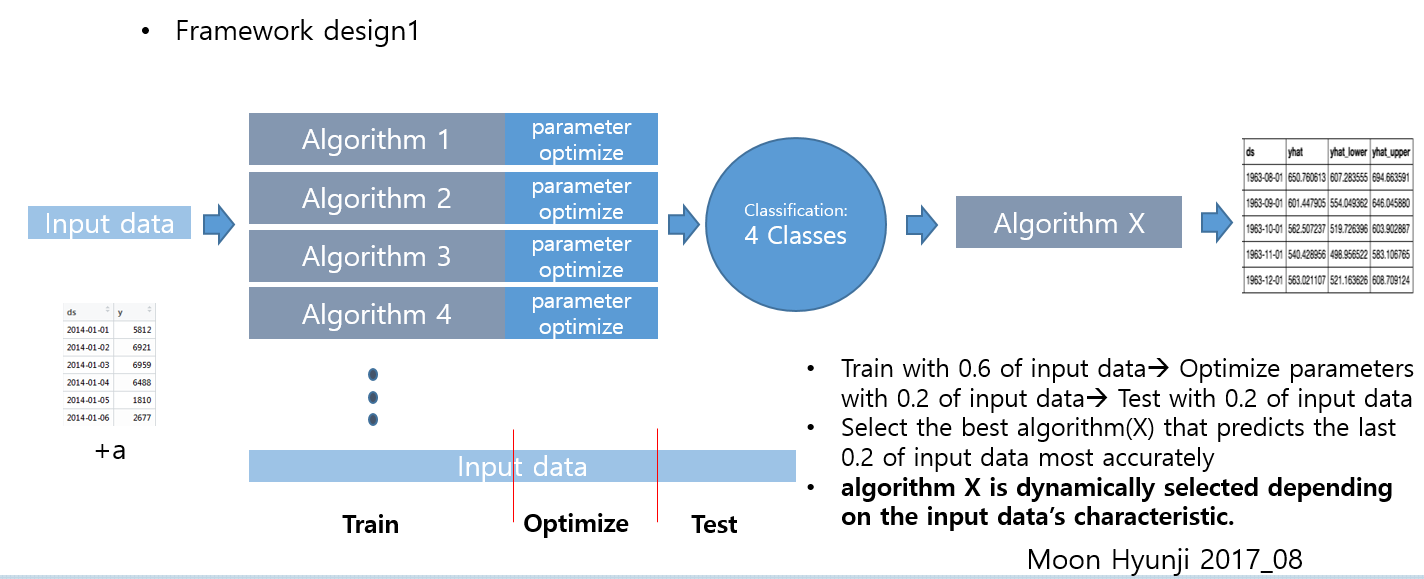 • Framework design1
Algorithm 1
parameter
optimize
Algorithm 2
parameter
optimize
Algorithm 3
parameter
optimize
Algorithm 4
parameter
optimize
Input data
Classification:
4 Classes
Algorithm X
ds yhat yhat_lower yhat_upper
1963-08-01 650.760613 607.283555 694.663591
1963-09-01 601.447905 554.049362 646.045880
1963-10-01 562.507237 519.726396 603.902887
1963-11-01 540.428956 498.956522 583.106765
1963-12-01 563.021107 521.163626 608.709124
ds y
2014-01-01 5812
2014-01-02 6921
2014-01-03 6959
2014-01-04 6488
2014-01-05 1810
2014-01-06 2677
+a
Input data
Train
Optimize
Test
• Train with 0.6 of input data→ Optimize parameters
with 0.2 of input data→ Test with 0.2 of input data
• Select the best algorithm(X) that predicts the last
0.2 of input data most accurately
• algorithm X is dynamically selected depending
on the input data’s characteristic.
Moon Hyunji 2017_08